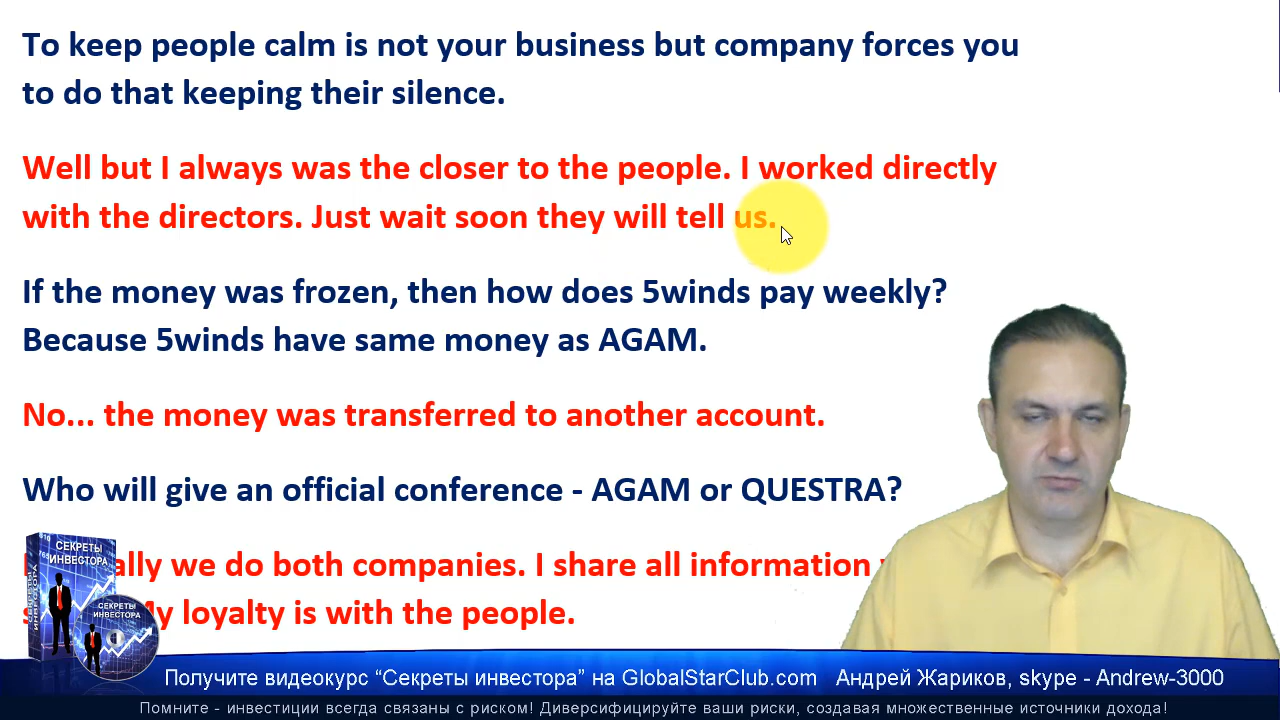 To keep people calm is not your business but company forces you
to do that keeping their silence.
Well but I always was the closer to the people. I worked directly
with the directors. Just wait soon they will tell us.
If the money was frozen, then how does 5winds pay weekly?
Because 5winds have same money as AGAM.
No... the money was transferred to another account.
Who will give an official conference - AGAM or QUESTRA?
we do both companies. I share all information
loyalty is with the people.
СЕКРЕТЫ
ИНВЕСТОРА
СЕКРЕТЫ
ИНВЕСТОРА
Получите видеокурс “Секреты инвестора” на GlobalStarClub.com Андрей Жариков, skype - Andrew-3000
Помните - инвестиции всегда связаны с риском! Диверсифицируйте ваши риски, создавая множественные источники дохода!